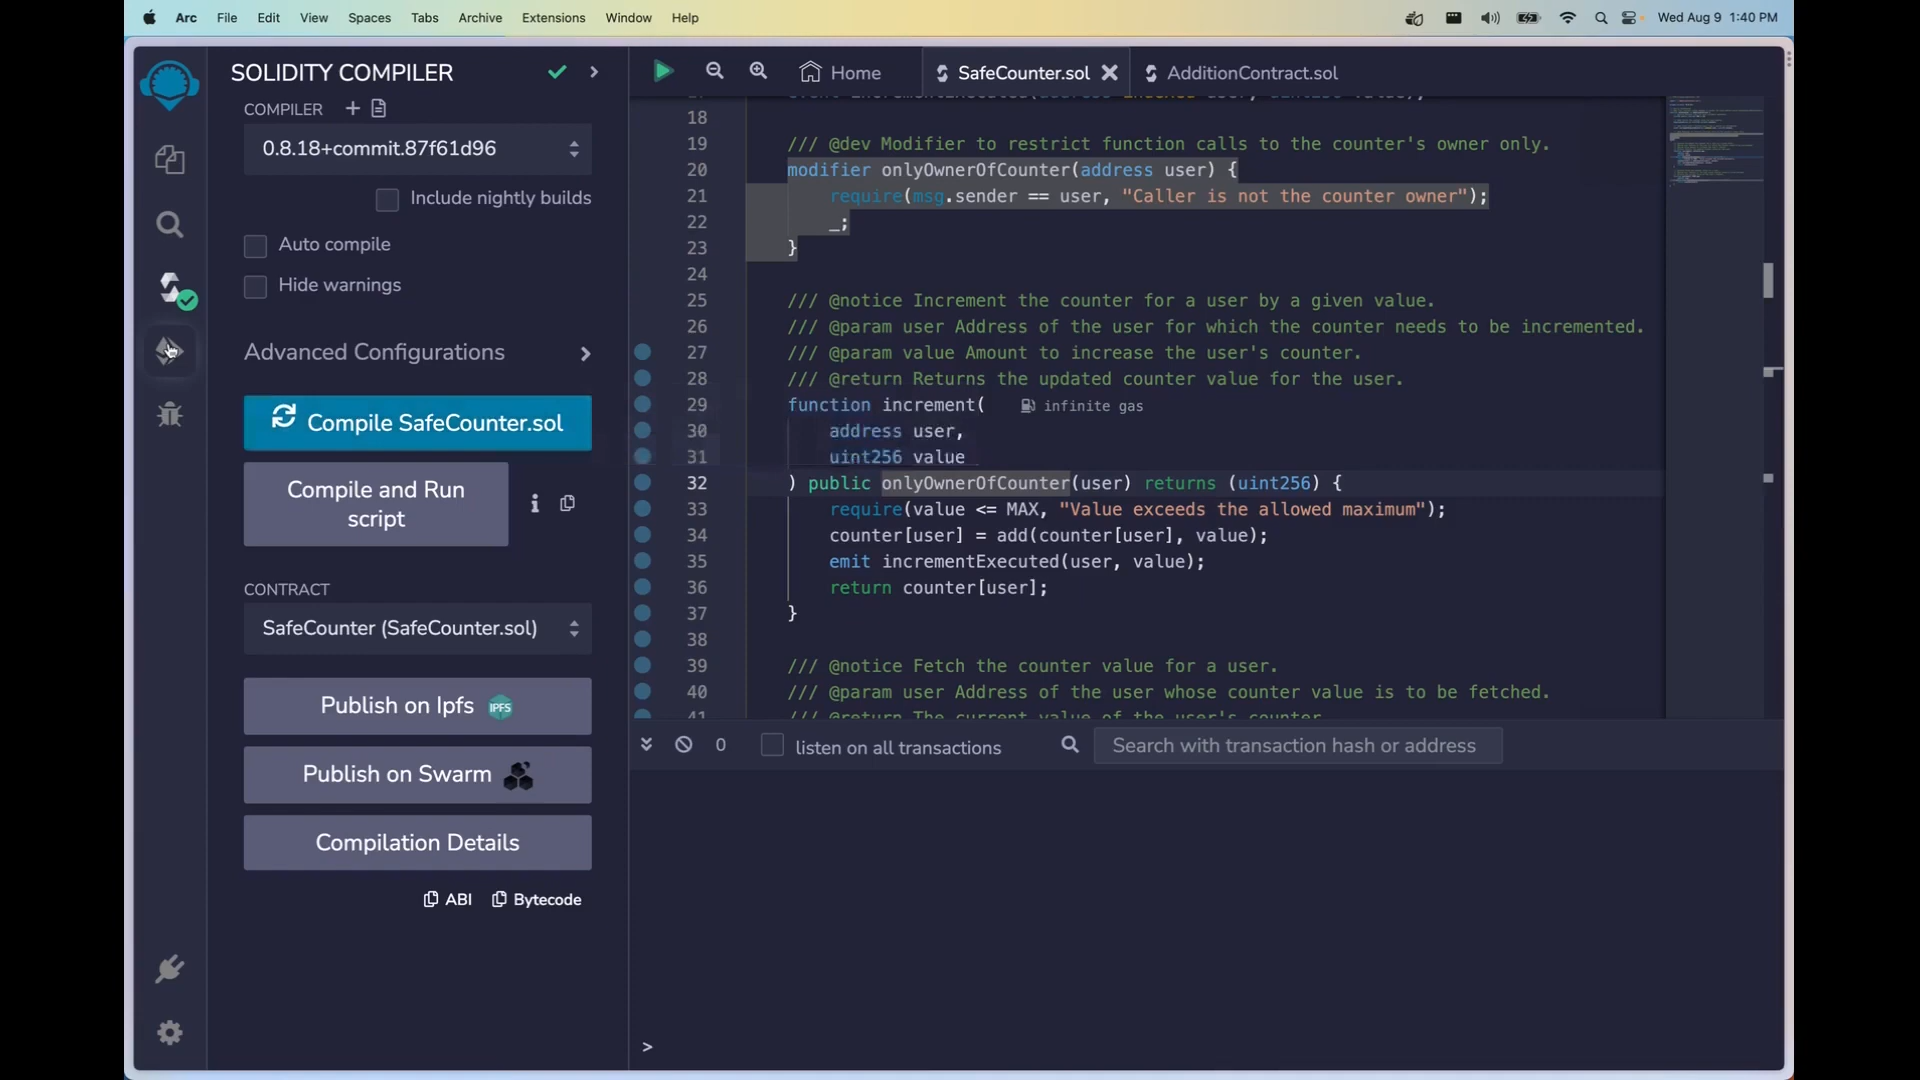 Arc File Edit View Spaces Tabs Archive Extensions Window Help Wed Aug 9 1:40 PM
SOLIDITY COMPILER
COMPILER
0.8.18+commit.87f61d96
Include nightly builds
Auto compile
Hide warnings
Advanced Configurations
Compile SafeCounter.sol
Compile and Run
script
CONTRACT
SafeCounter (SafeCounter.sol)
Publish on Ipfs IPFS
Publish on Swarm
Compilation Details
ABI Bytecode
Home SafeCounter.sol AdditionContract.sol
18
19 /// @dev Modifier to restrict function calls to the counter's owner only.
20 modifier onlyOwnerOfCounter(address user) {
21 require(msg.sender == user, "Caller is not the counter owner");
22 _;
23 }
24
25 /// @notice Increment the counter for a user by a given value.
26 /// @param user Address of the user for which the counter needs to be incremented.
27 /// @param value Amount to increase the user's counter.
28 /// @return Returns the updated counter value for the user.
29 function increment( infinite gas
30 address user,
31 uint256 value
32 ) public onlyOwnerOfCounter(user) returns (uint256) {
33 require(value <= MAX, "Value exceeds the allowed maximum");
34 counter[user] = add(counter[user], value);
35 emit incrementExecuted(user, value);
36 return counter[user];
37 }
38
39 /// @notice Fetch the counter value for a user.
40 /// @param user Address of the user whose counter value is to be fetched.
41 /// @return The current value of the user's counter
0 listen on all transactions Search with transaction hash or address
>